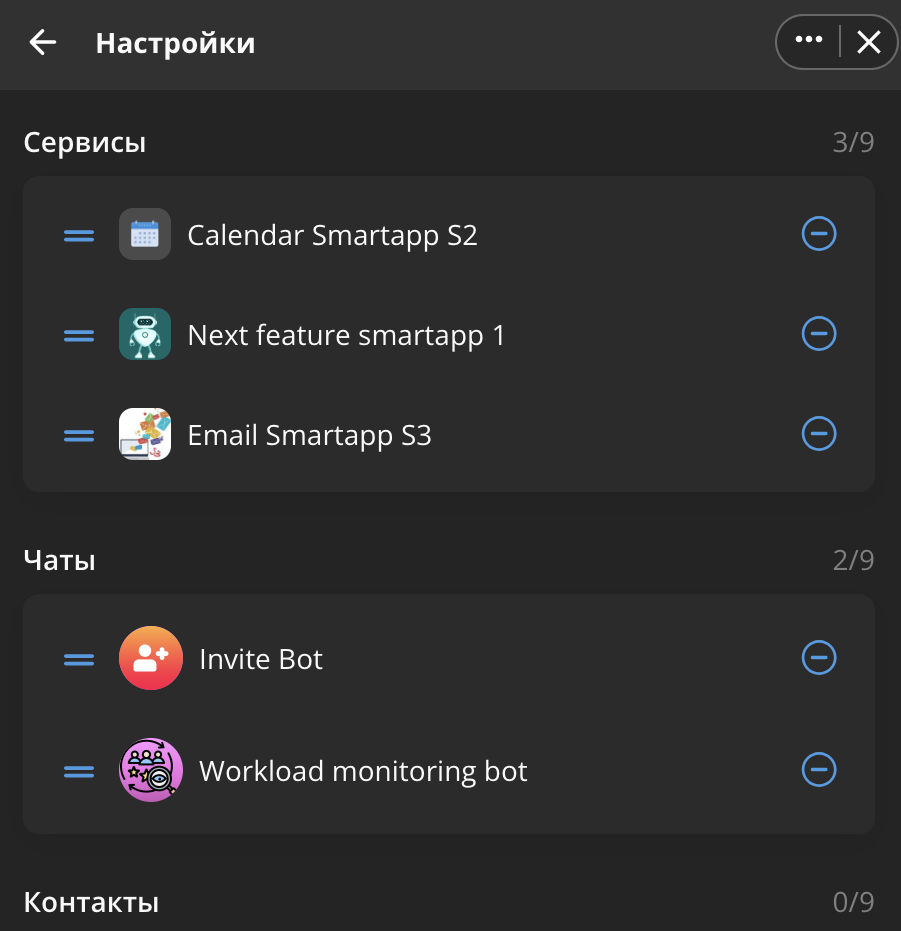 Настройки
Сервисы 3/9
Calendar Smartapp S2
Next feature smartapp 1
Email Smartapp S3
Чаты 2/9
Invite Bot
Workload monitoring bot
Контакты 0/9